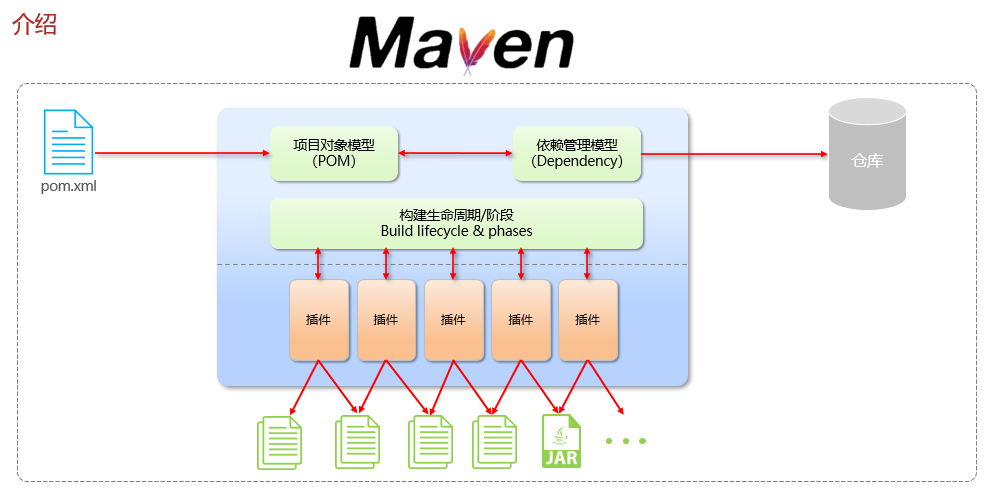 介绍
Maven
pom.xml
项目对象模型
（POM）
依赖管理模型
（Dependency）
仓库
构建生命周期/阶段
Build lifecycle & phases
插件
插件
插件
插件
插件
JAR